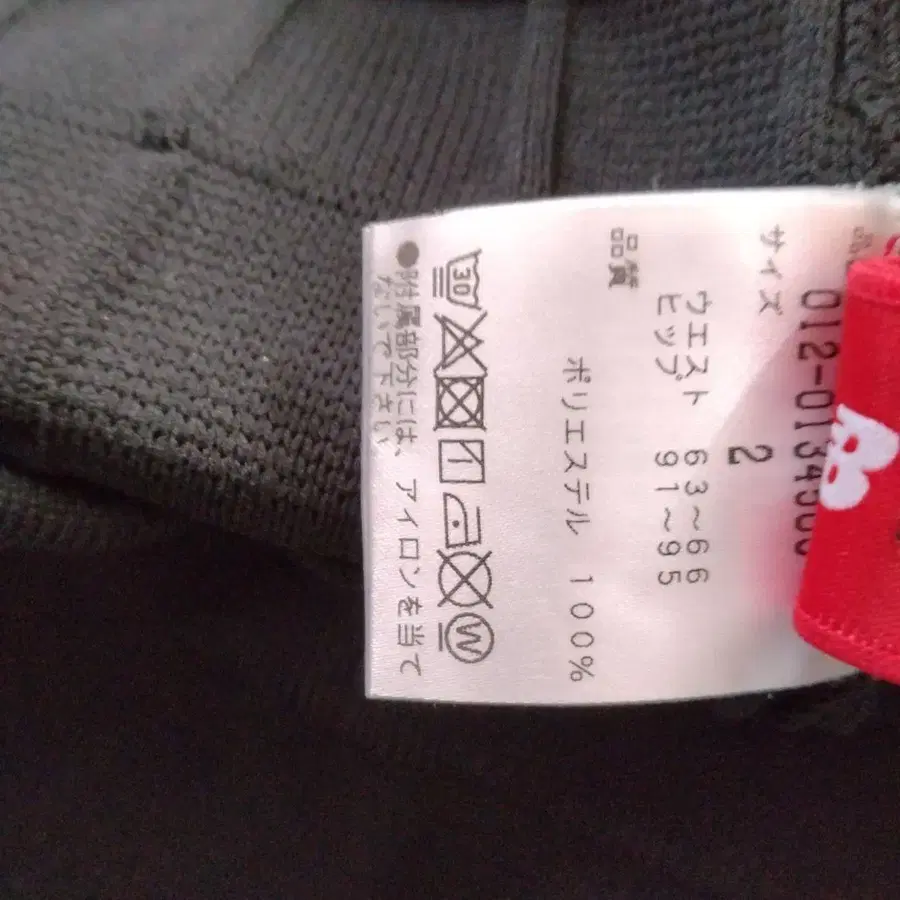 サイズ 2
ウエスト 63~66
ヒップ 91~95
品質
ポリエステル 100%
30
W
●附属部分には、アイロンを当て
ないで下さい